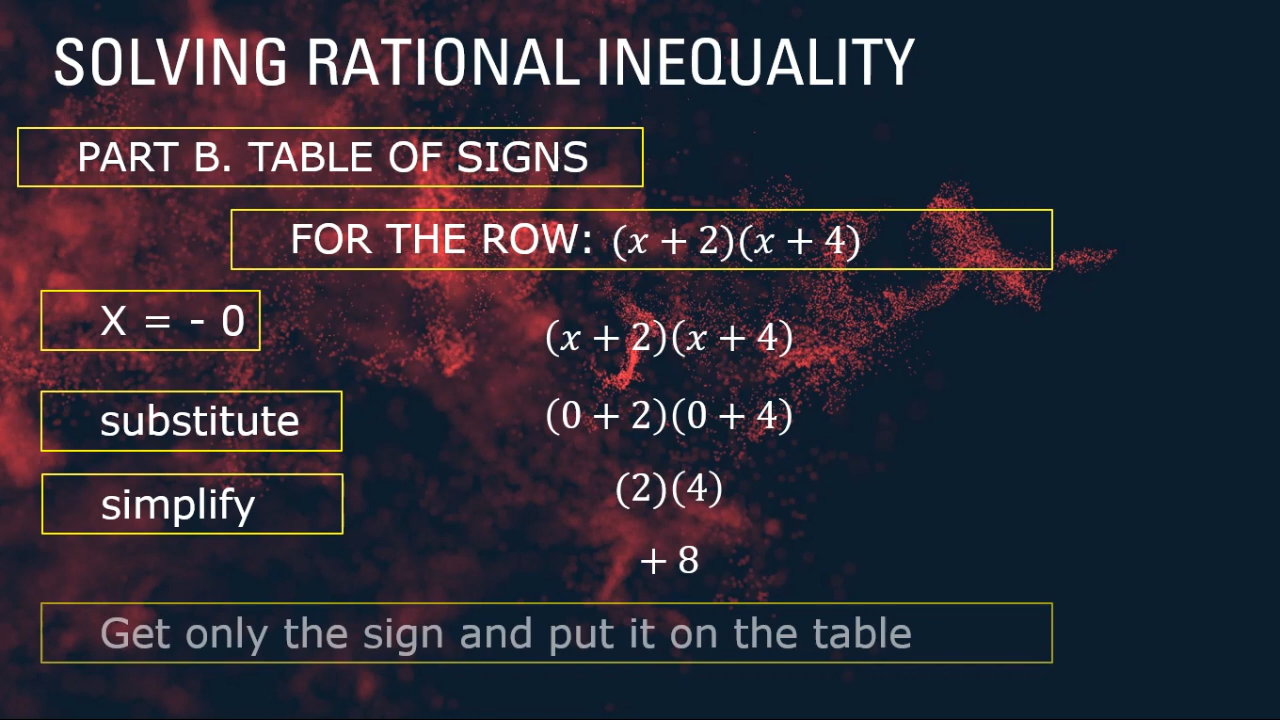 SOLVING RATIONAL INEQUALITY
PART B. TABLE OF SIGNS
FOR THE ROW: (x + 2)(x + 4)
X = - 0
(x + 2)(x + 4)
substitute
(0 + 2)(0 + 4)
simplify
(2)(4)
+ 8
Get only the sign and put it on the table